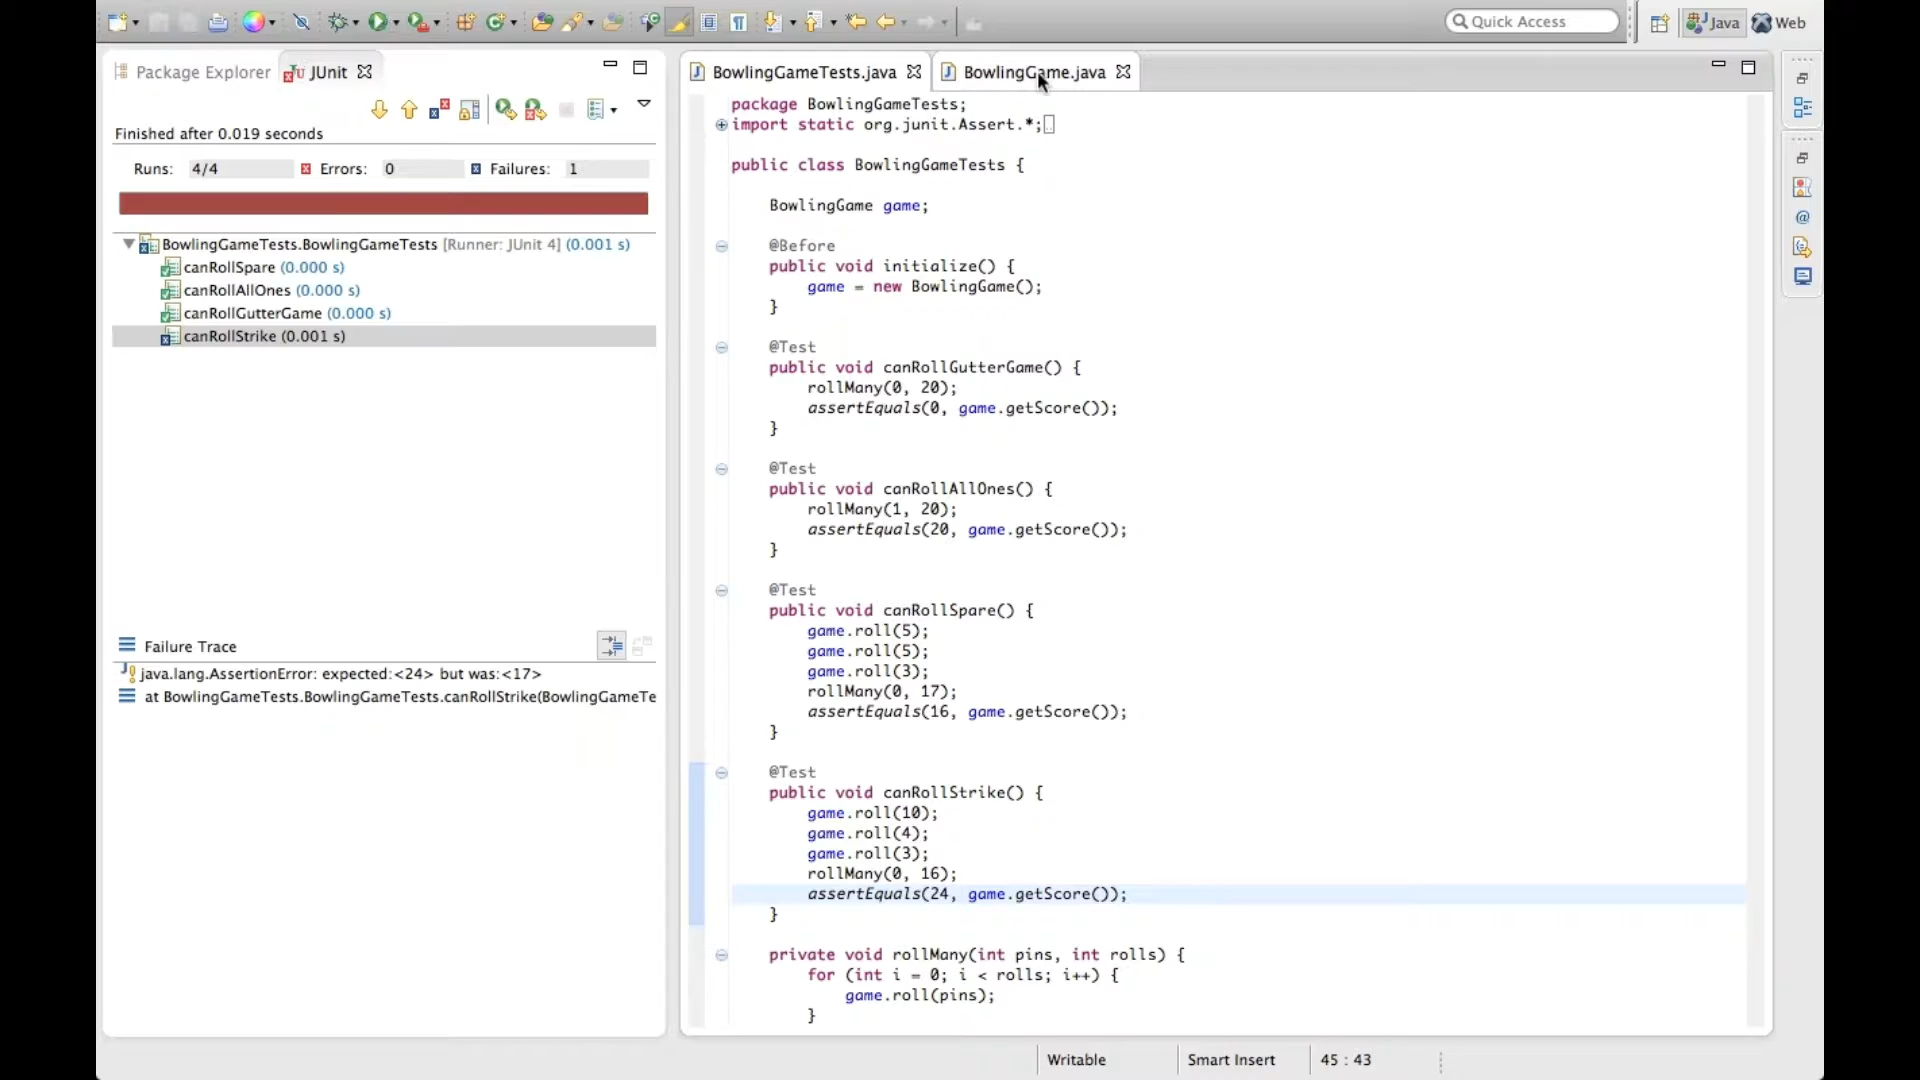 Quick Access
Java
Web
Package Explorer
JUnit
BowlingGameTests.java
BowlingGame.java
Finished after 0.019 seconds
Runs: 4/4 Errors: 0 Failures: 1
BowlingGameTests.BowlingGameTests [Runner: JUnit 4] (0.001 s)
canRollSpare (0.000 s)
canRollAllOnes (0.000 s)
canRollGutterGame (0.000 s)
canRollStrike (0.001 s)
Failure Trace
java.lang.AssertionError: expected:<24> but was:<17>
at BowlingGameTests.BowlingGameTests.canRollStrike(BowlingGameTe
package BowlingGameTests;
import static org.junit.Assert.*;
public class BowlingGameTests {
BowlingGame game;
@Before
public void initialize() {
game = new BowlingGame();
}
@Test
public void canRollGutterGame() {
rollMany(0, 20);
assertEquals(0, game.getScore());
}
@Test
public void canRollAllOnes() {
rollMany(1, 20);
assertEquals(20, game.getScore());
}
@Test
public void canRollSpare() {
game.roll(5);
game.roll(5);
game.roll(3);
rollMany(0, 17);
assertEquals(16, game.getScore());
}
@Test
public void canRollStrike() {
game.roll(10);
game.roll(4);
game.roll(3);
rollMany(0, 16);
assertEquals(24, game.getScore());
}
private void rollMany(int pins, int rolls) {
for (int i = 0; i < rolls; i++) {
game.roll(pins);
}
Writable
Smart Insert
45 : 43